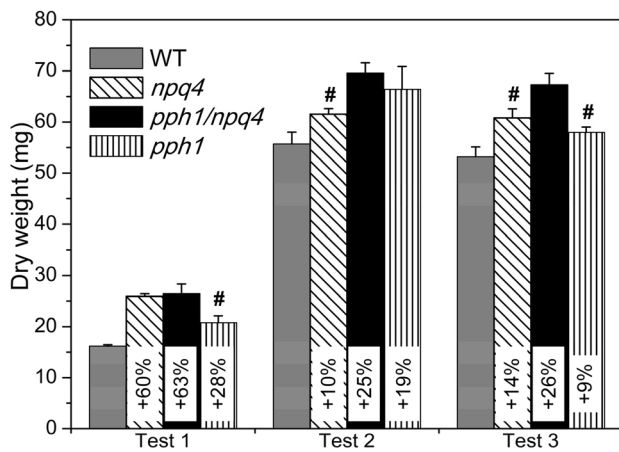 Dry weight (mg)
80
70
60
50
40
30
20
10
0
WT
npq4
pph1/npq4
pph1
#
#
#
#
+60%
+63%
+28%
+10%
+25%
+19%
+14%
+26%
+9%
Test 1
Test 2
Test 3